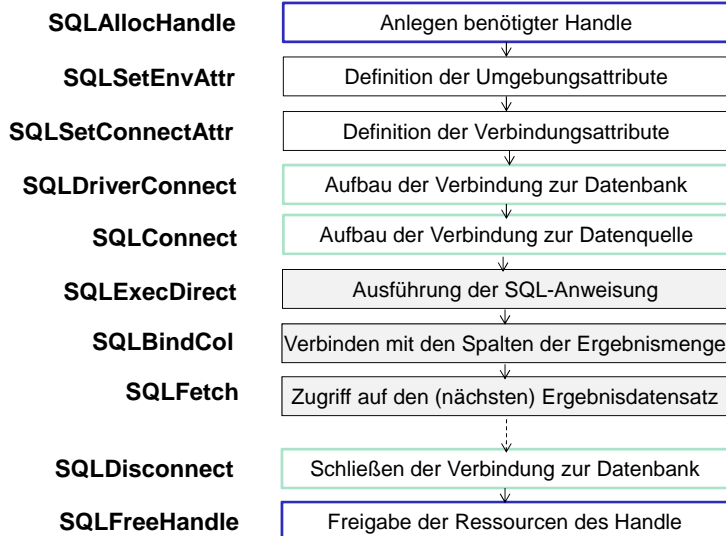 SQLAllocHandle Anlegen benötigter Handle
SQLSetEnvAttr Definition der Umgebungsattribute
SQLSetConnectAttr Definition der Verbindungsattribute
SQLDriverConnect Aufbau der Verbindung zur Datenbank
SQLConnect Aufbau der Verbindung zur Datenquelle
SQLExecDirect Ausführung der SQL-Anweisung
SQLBindCol Verbinden mit den Spalten der Ergebnismenge
SQLFetch Zugriff auf den (nächsten) Ergebnisdatensatz
SQLDisconnect Schließen der Verbindung zur Datenbank
SQLFreeHandle Freigabe der Ressourcen des Handle